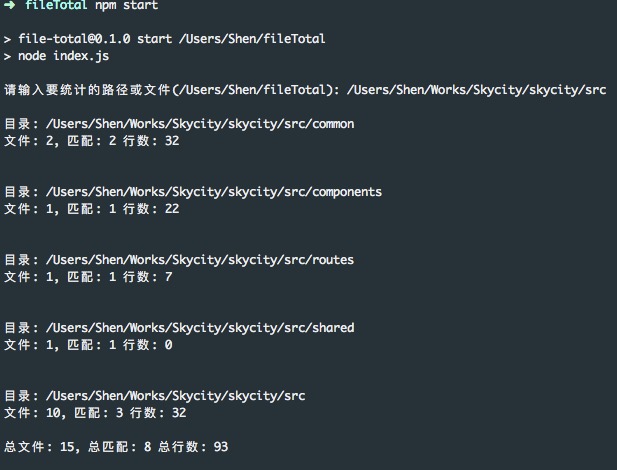 ➜ fileTotal npm start
> file-total@0.1.0 start /Users/Shen/fileTotal
> node index.js
请输入要统计的路径或文件(/Users/Shen/fileTotal): /Users/Shen/Works/Skycity/skycity/src
目录: /Users/Shen/Works/Skycity/skycity/src/common
文件: 2, 匹配: 2 行数: 32
目录: /Users/Shen/Works/Skycity/skycity/src/components
文件: 1, 匹配: 1 行数: 22
目录: /Users/Shen/Works/Skycity/skycity/src/routes
文件: 1, 匹配: 1 行数: 7
目录: /Users/Shen/Works/Skycity/skycity/src/shared
文件: 1, 匹配: 1 行数: 0
目录: /Users/Shen/Works/Skycity/skycity/src
文件: 10, 匹配: 3 行数: 32
总文件: 15, 总匹配: 8 总行数: 93